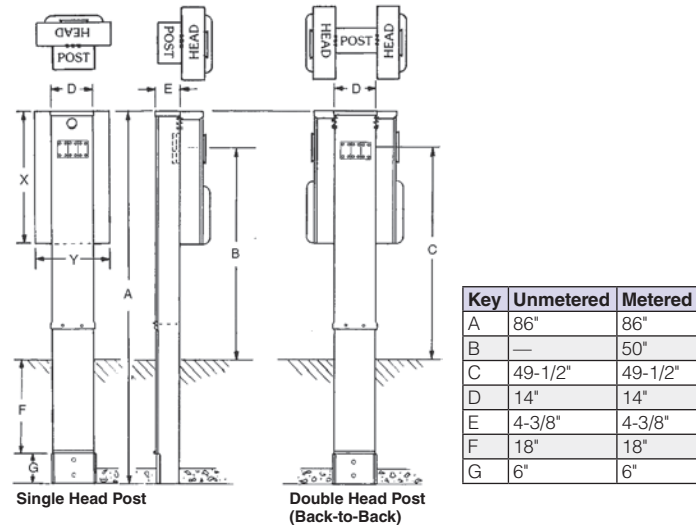 HEAD
POST
POST
HEAD
HEAD
POST
HEAD
D
E
D
X
Y
A
B
C
F
G
Single Head Post
Double Head Post
(Back-to-Back)
Key Unmetered Metered
A 86" 86"
B — 50"
C 49-1/2" 49-1/2"
D 14" 14"
E 4-3/8" 4-3/8"
F 18" 18"
G 6" 6"